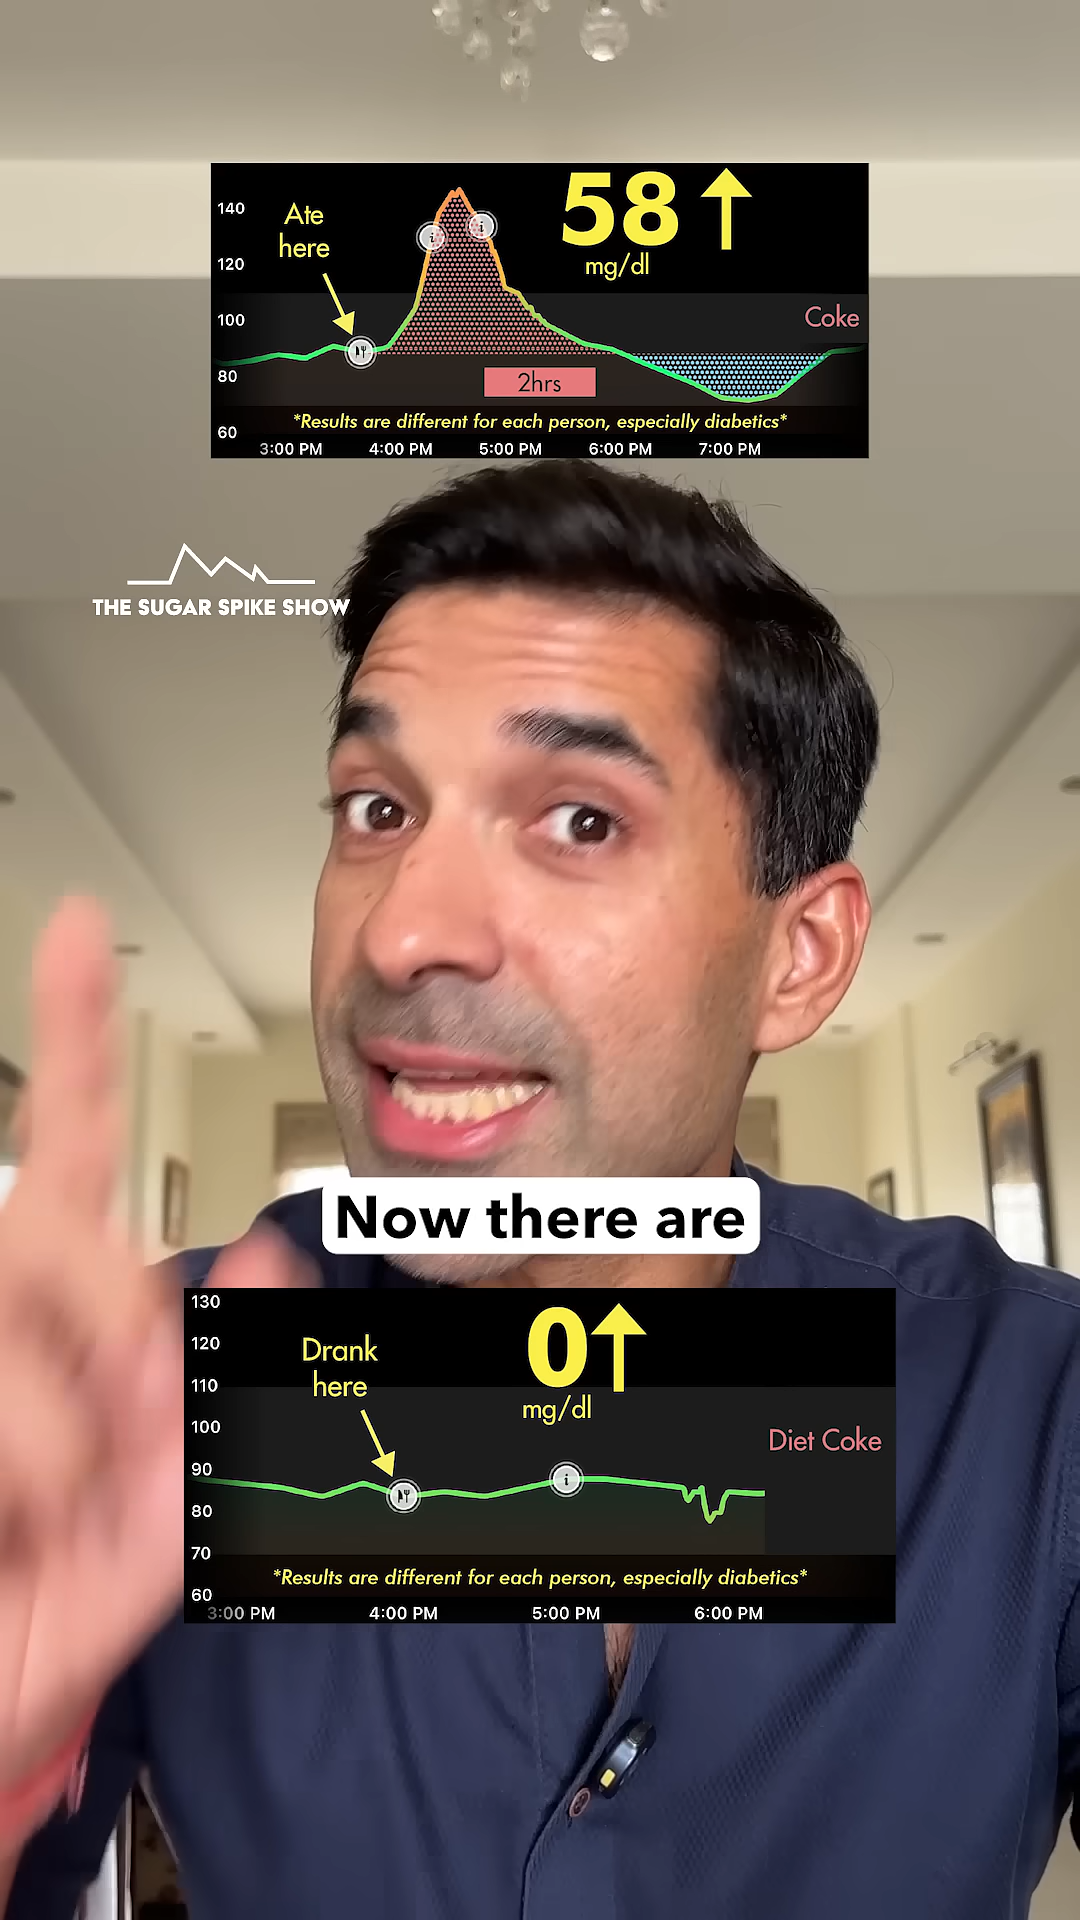 140
120
100
80
60
Ate
here
58↑
mg/dl
Coke
2hrs
*Results are different for each person, especially diabetics*
3:00 PM 4:00 PM 5:00 PM 6:00 PM 7:00 PM
THE SUGAR SPIKE SHOW
Now there are
130
120
110
100
90
80
70
60
Drank
here
0↑
mg/dl
Diet Coke
*Results are different for each person, especially diabetics*
3:00 PM 4:00 PM 5:00 PM 6:00 PM